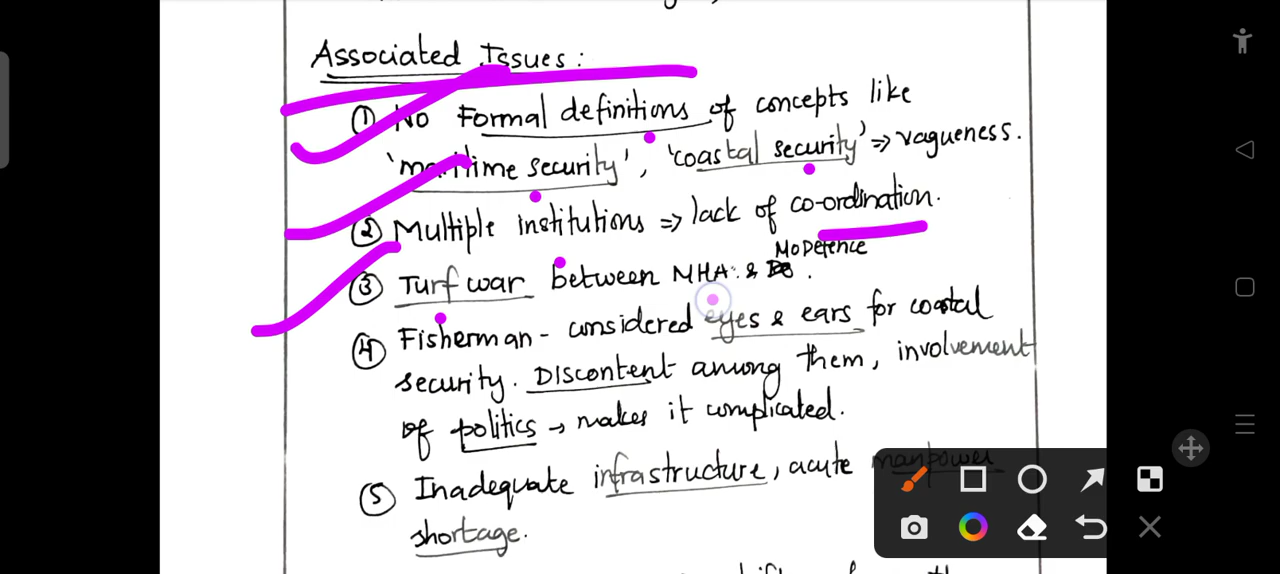 Associated Issues :
① No Formal definitions of concepts like
'maritime security', 'coastal security' ⇒ vagueness.
② Multiple institutions ⇒ lack of co-ordination.
MoDefence
③ Turf war between MHA & .
④ Fisherman - considered eyes & ears for coastal
security. Discontent among them, involvement
of politics → makes it complicated.
⑤ Inadequate infrastructure, acute manpower
shortage.